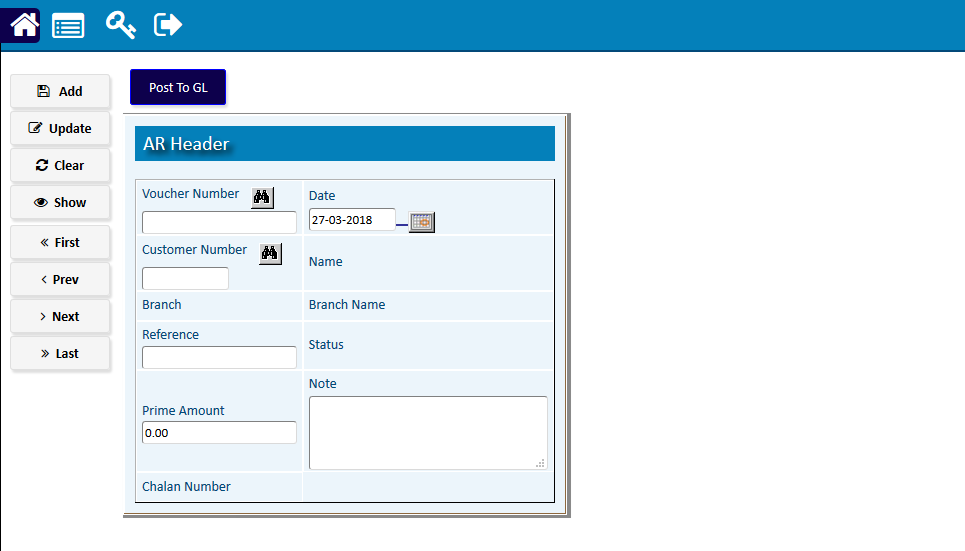 Add
Update
Clear
Show
First
Prev
Next
Last
Post To GL
AR Header
Voucher Number
Date
27-03-2018
Customer Number
Name
Branch
Branch Name
Reference
Status
Prime Amount
0.00
Note
Chalan Number